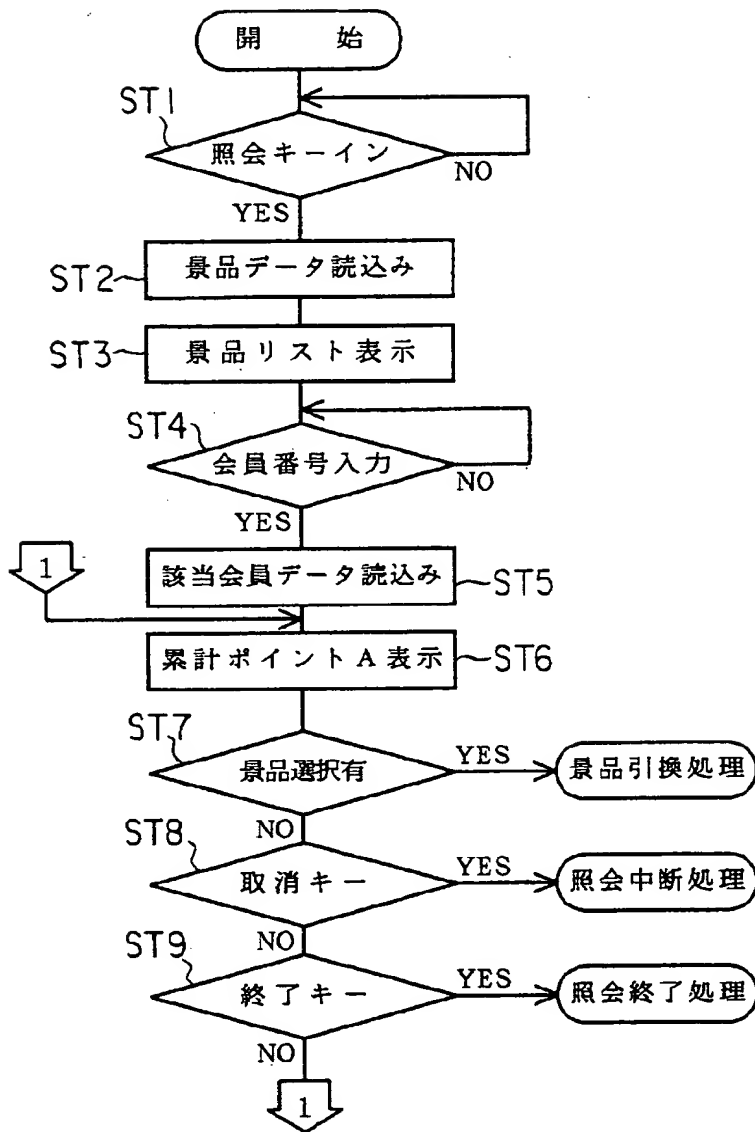 開 始
ST1
照会キーイン
NO
YES
ST2
景品データ読込み
ST3
景品リスト表示
ST4
会員番号入力
NO
YES
1
該当会員データ読込み
ST5
累計ポイントA表示
ST6
ST7
景品選択有
YES
景品引換処理
NO
ST8
取消キー
YES
照会中断処理
NO
ST9
終了キー
YES
照会終了処理
NO
1